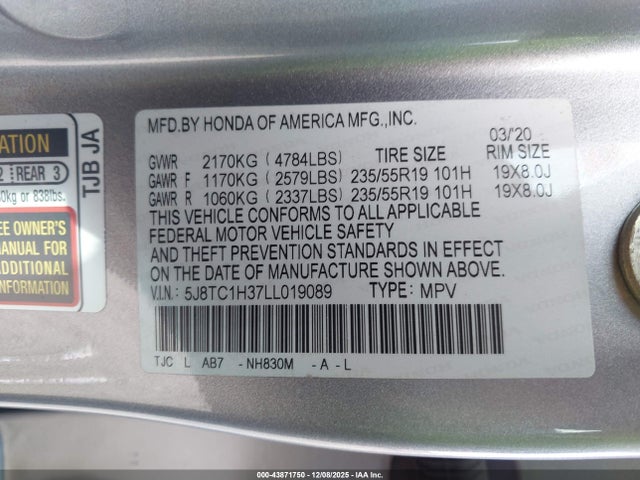 ATION
2 REAR 3
0kg or 838lbs.
EE OWNER'S
MANUAL FOR
ADDITIONAL
TJB JA
MFD.BY HONDA OF AMERICA MFG.,INC.
03/'20
GVWR 2170KG ( 4784LBS) TIRE SIZE RIM SIZE
GAWR F 1170KG ( 2579LBS) 235/55R19 101H 19X8.0J
GAWR R 1060KG ( 2337LBS) 235/55R19 101H 19X8.0J
THIS VEHICLE CONFORMS TO ALL APPLICABLE
FEDERAL MOTOR VEHICLE SAFETY
AND THEFT PREVENTION STANDARDS IN EFFECT
ON THE DATE OF MANUFACTURE SHOWN ABOVE.
V.I.N.: 5J8TC1H37LL019089 TYPE: MPV
TJC L AB7 - NH830M - A - L
000-43871750 | 12/08/2025 - IAA Inc.